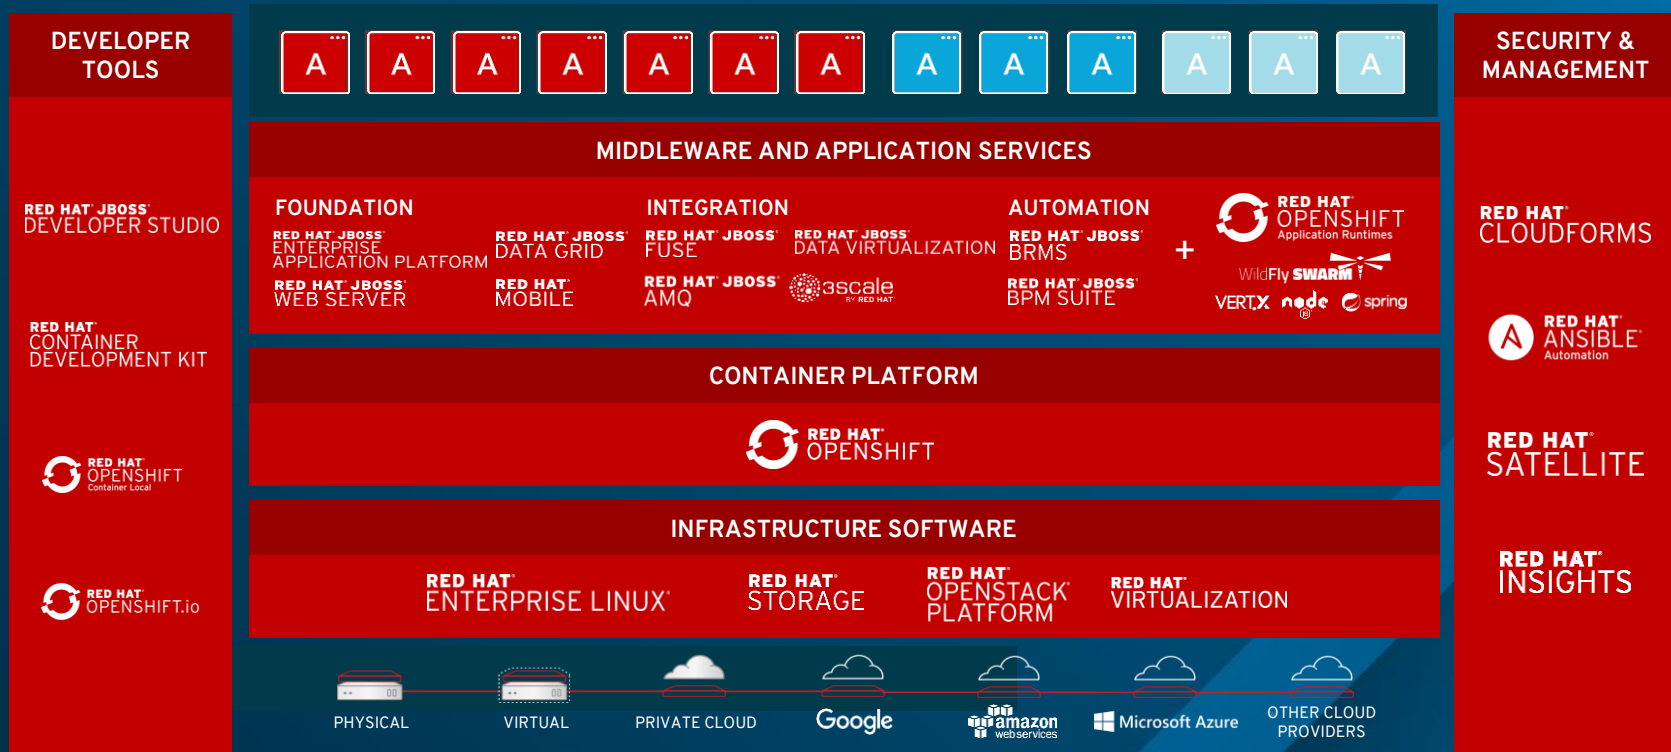 DEVELOPER
TOOLS
RED HAT® JBOSS®
DEVELOPER STUDIO
RED HAT®
CONTAINER
DEVELOPMENT KIT
RED HAT®
OPENSHIFT
Container Local
RED HAT®
OPENSHIFT.io
A A A A A A A A A A A A A
MIDDLEWARE AND APPLICATION SERVICES
FOUNDATION
RED HAT® JBOSS®
ENTERPRISE
APPLICATION PLATFORM
RED HAT® JBOSS®
WEB SERVER
RED HAT® JBOSS®
DATA GRID
RED HAT®
MOBILE
INTEGRATION
RED HAT® JBOSS®
FUSE
RED HAT® JBOSS®
AMQ
RED HAT® JBOSS®
DATA VIRTUALIZATION
3scale
BY RED HAT
AUTOMATION
RED HAT® JBOSS®
BRMS
RED HAT® JBOSS®
BPM SUITE
+
RED HAT®
OPENSHIFT
Application Runtimes
WildFly SWARM
VERT.X node JS spring
CONTAINER PLATFORM
RED HAT®
OPENSHIFT
INFRASTRUCTURE SOFTWARE
RED HAT®
ENTERPRISE LINUX®
RED HAT®
STORAGE
RED HAT®
OPENSTACK®
PLATFORM
RED HAT®
VIRTUALIZATION
PHYSICAL
VIRTUAL
PRIVATE CLOUD
Google
amazon
web services
Microsoft Azure
OTHER CLOUD
PROVIDERS
SECURITY &
MANAGEMENT
RED HAT®
CLOUDFORMS
A
RED HAT®
ANSIBLE®
Automation
RED HAT®
SATELLITE
RED HAT®
INSIGHTS